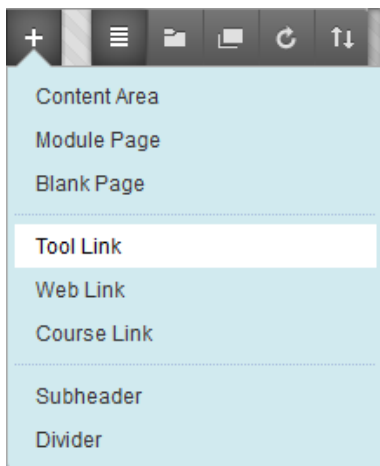 Content Area
Module Page
Blank Page
Tool Link
Web Link
Course Link
Subheader
Divider